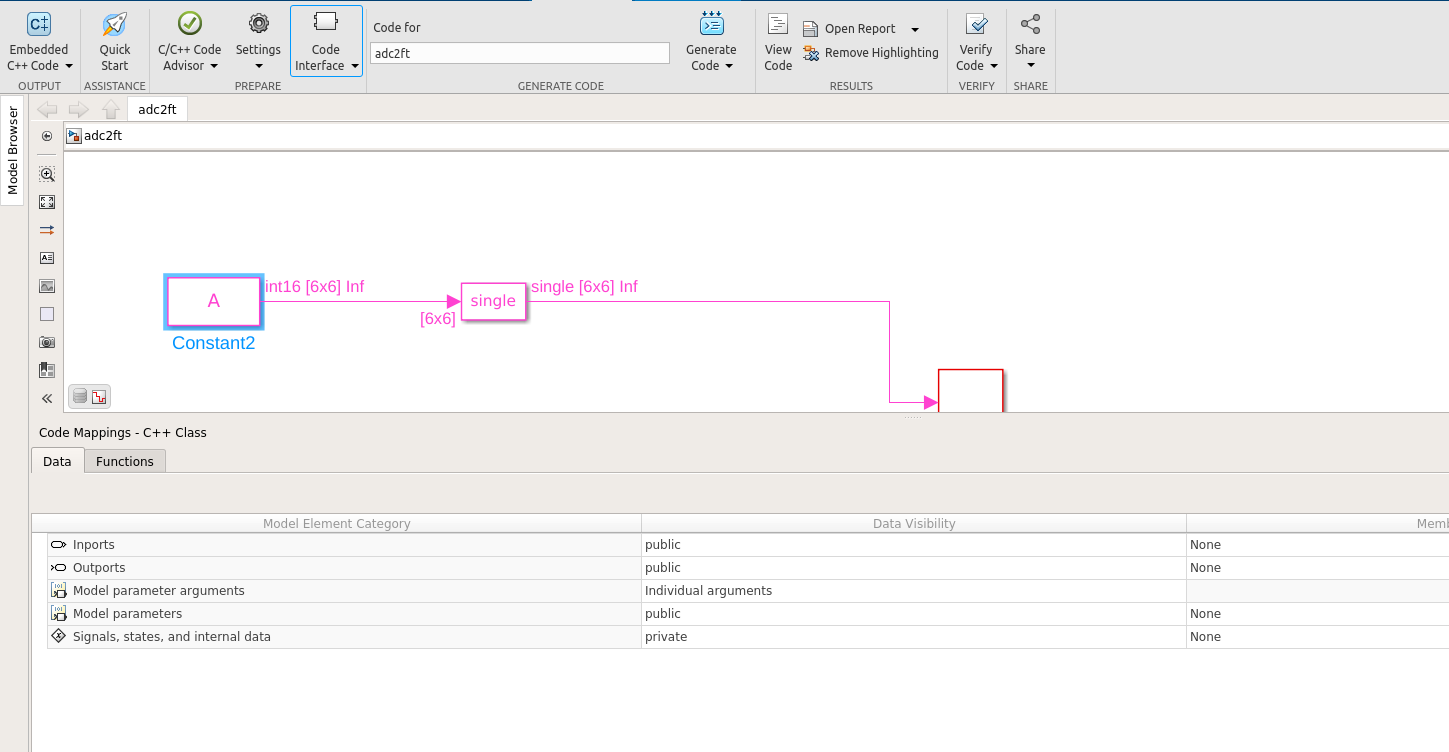 Embedded
C++ Code
OUTPUT
Quick
Start
ASSISTANCE
C/C++ Code
Advisor
Settings
Code
Interface
PREPARE
Code for
adc2ft
Generate
Code
GENERATE CODE
View
Code
Open Report
Remove Highlighting
RESULTS
Verify
Code
VERIFY
Share
SHARE
Model Browser
adc2ft
adc2ft
A
int16 [6x6] Inf
[6x6]
single
single [6x6] Inf
Constant2
Code Mappings - C++ Class
Data Functions
Model Element Category Data Visibility Memb
Inports public None
Outports public None
Model parameter arguments Individual arguments
Model parameters public None
Signals, states, and internal data private None